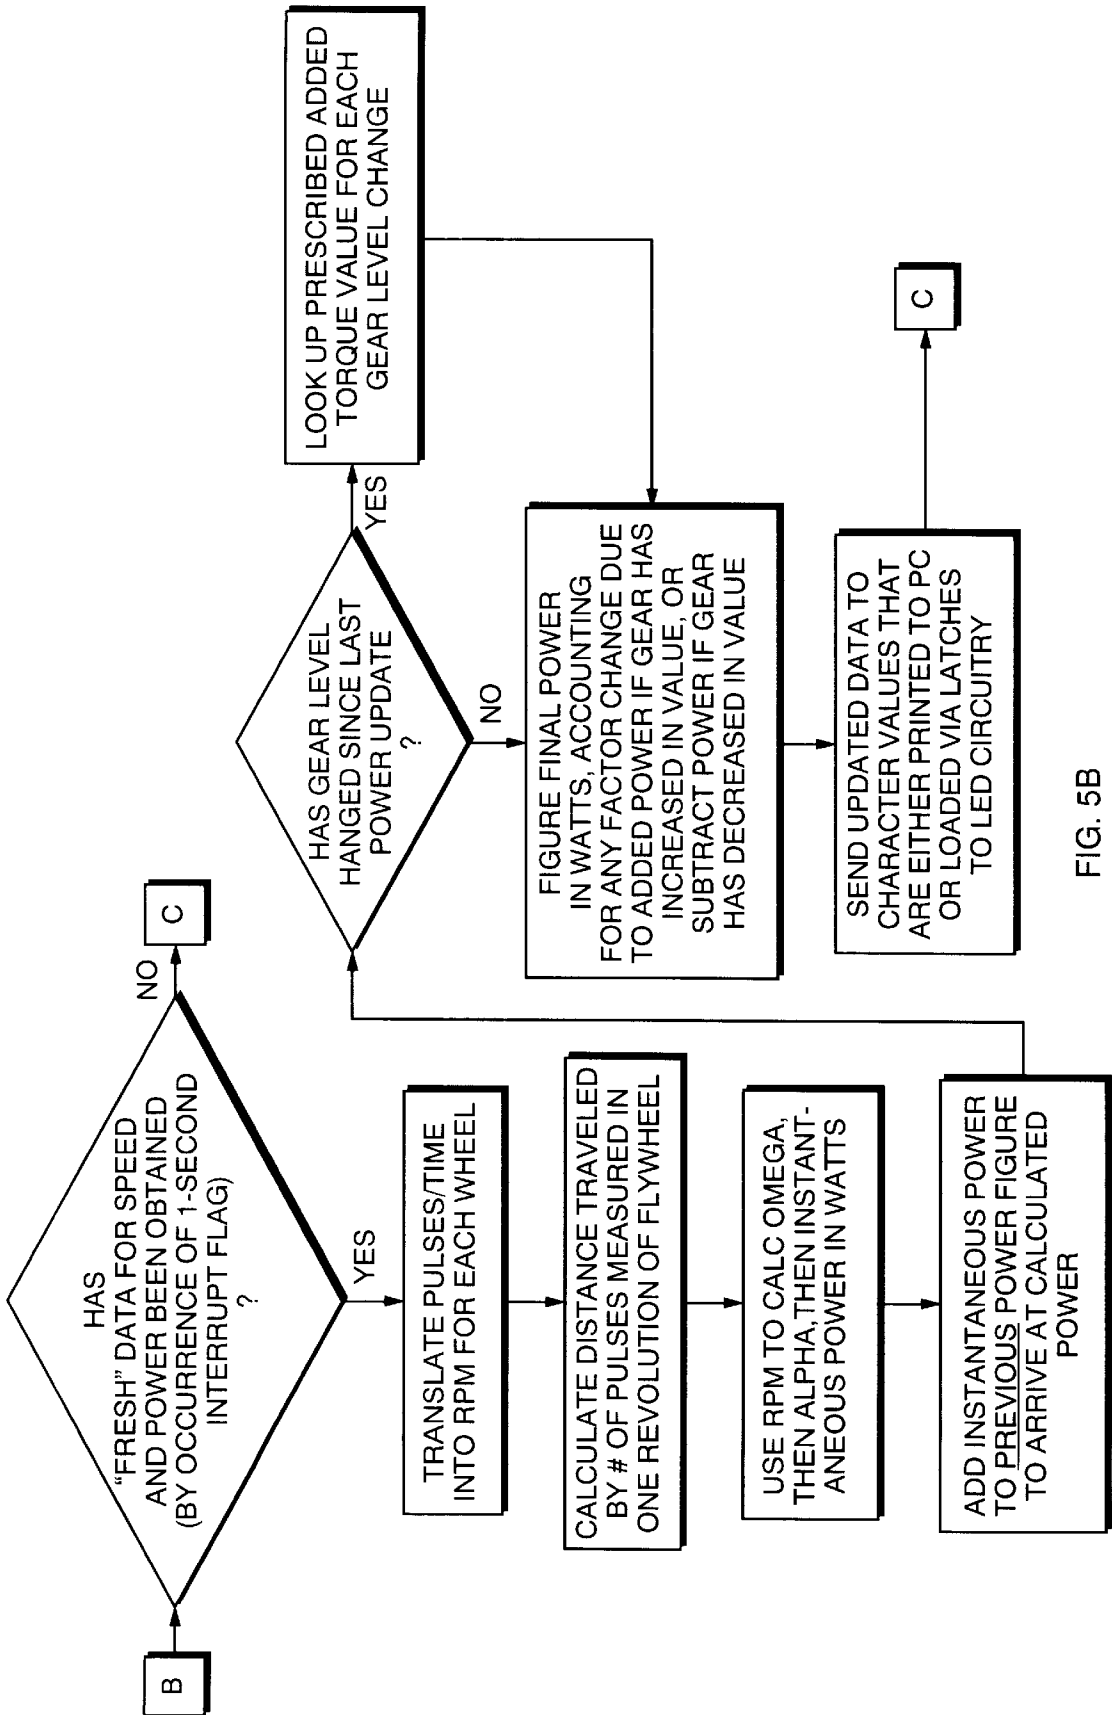 B
HAS
"FRESH" DATA FOR SPEED
AND POWER BEEN OBTAINED
(BY OCCURRENCE OF 1-SECOND
INTERRUPT FLAG)
?
NO
C
YES
TRANSLATE PULSES/TIME
INTO RPM FOR EACH WHEEL
CALCULATE DISTANCE TRAVELED
BY # OF PULSES MEASURED IN
ONE REVOLUTION OF FLYWHEEL
USE RPM TO CALC OMEGA,
THEN ALPHA,THEN INSTANT-
ANEOUS POWER IN WATTS
ADD INSTANTANEOUS POWER
TO PREVIOUS POWER FIGURE
TO ARRIVE AT CALCULATED
POWER
HAS GEAR LEVEL
HANGED SINCE LAST
POWER UPDATE
?
YES
NO
LOOK UP PRESCRIBED ADDED
TORQUE VALUE FOR EACH
GEAR LEVEL CHANGE
FIGURE FINAL POWER
IN WATTS, ACCOUNTING
FOR ANY FACTOR CHANGE DUE
TO ADDED POWER IF GEAR HAS
INCREASED IN VALUE, OR
SUBTRACT POWER IF GEAR
HAS DECREASED IN VALUE
SEND UPDATED DATA TO
CHARACTER VALUES THAT
ARE EITHER PRINTED TO PC
OR LOADED VIA LATCHES
TO LED CIRCUITRY
C
FIG. 5B